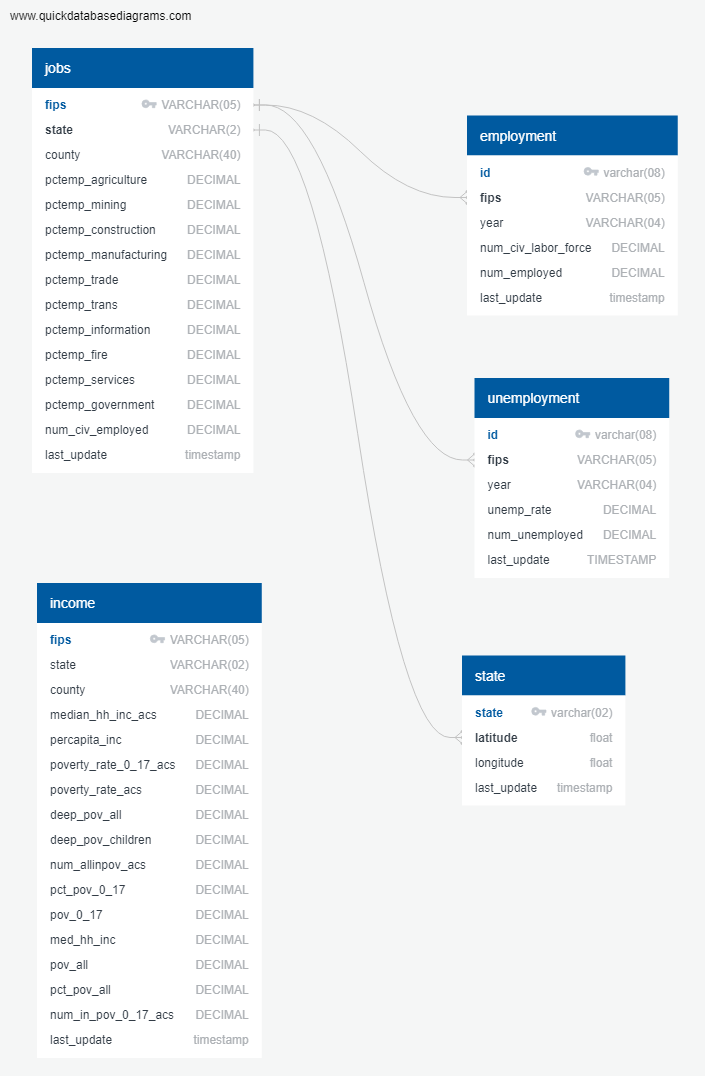 www.quickdatabasediagrams.com
jobs
fips VARCHAR(05)
state VARCHAR(2)
county VARCHAR(40)
pctemp_agriculture DECIMAL
pctemp_mining DECIMAL
pctemp_construction DECIMAL
pctemp_manufacturing DECIMAL
pctemp_trade DECIMAL
pctemp_trans DECIMAL
pctemp_information DECIMAL
pctemp_fire DECIMAL
pctemp_services DECIMAL
pctemp_government DECIMAL
num_civ_employed DECIMAL
last_update timestamp
employment
id varchar(08)
fips VARCHAR(05)
year VARCHAR(04)
num_civ_labor_force DECIMAL
num_employed DECIMAL
last_update timestamp
unemployment
id varchar(08)
fips VARCHAR(05)
year VARCHAR(04)
unemp_rate DECIMAL
num_unemployed DECIMAL
last_update TIMESTAMP
income
fips VARCHAR(05)
state VARCHAR(02)
county VARCHAR(40)
median_hh_inc_acs DECIMAL
percapita_inc DECIMAL
poverty_rate_0_17_acs DECIMAL
poverty_rate_acs DECIMAL
deep_pov_all DECIMAL
deep_pov_children DECIMAL
num_allinpov_acs DECIMAL
pct_pov_0_17 DECIMAL
pov_0_17 DECIMAL
med_hh_inc DECIMAL
pov_all DECIMAL
pct_pov_all DECIMAL
num_in_pov_0_17_acs DECIMAL
last_update timestamp
state
state varchar(02)
latitude float
longitude float
last_update timestamp